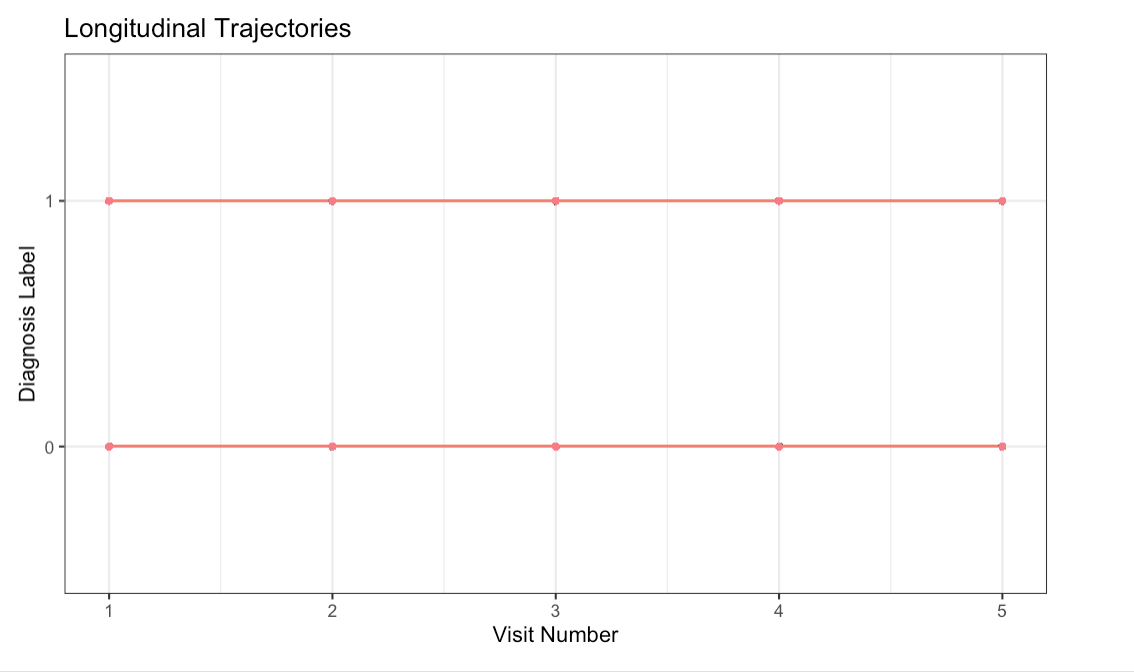 Longitudinal Trajectories
1
0
Diagnosis Label
1 2 3 4 5
Visit Number